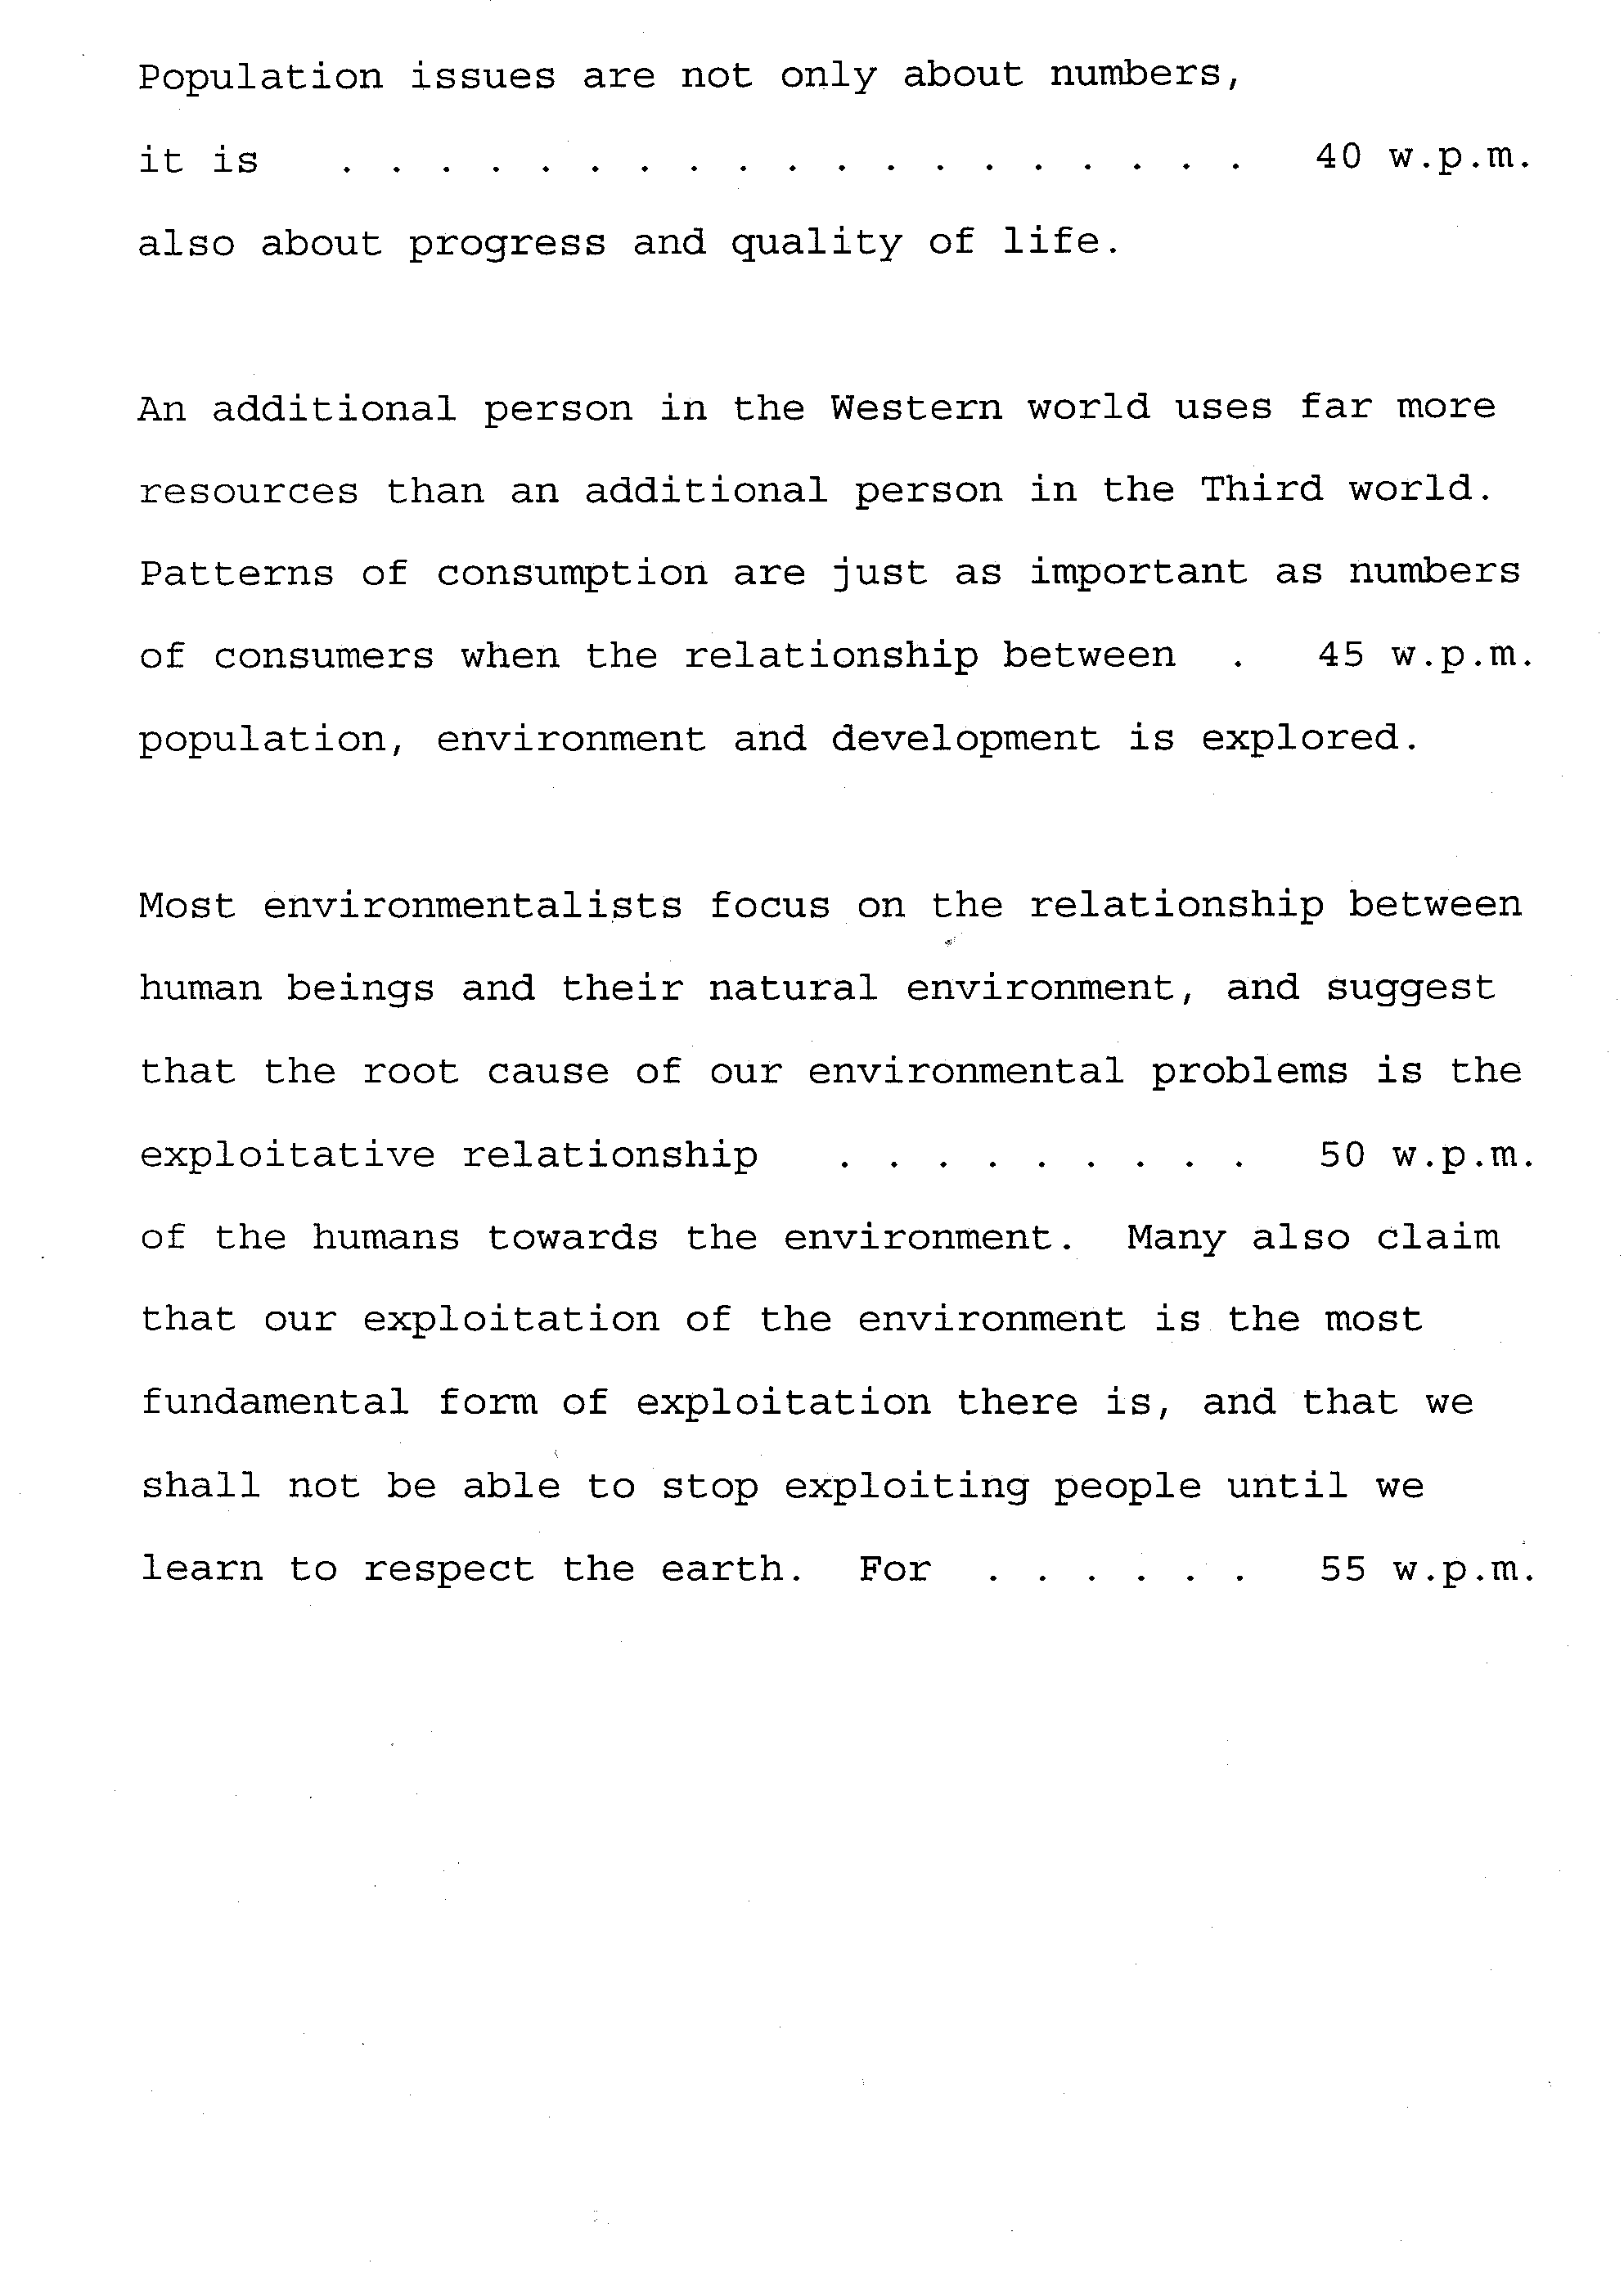 Population issues are not only about numbers,
it is . . . . . . . . . . . . . . . . . . . 40 w.p.m.
also about progress and quality of life.
An additional person in the Western world uses far more
resources than an additional person in the Third world.
Patterns of consumption are just as important as numbers
of consumers when the relationship between . 45 w.p.m.
population, environment and development is explored.
Most environmentalists focus on the relationship between
human beings and their natural environment, and suggest
that the root cause of our environmental problems is the
exploitative relationship . . . . . . . . . 50 w.p.m.
of the humans towards the environment. Many also claim
that our exploitation of the environment is the most
fundamental form of exploitation there is, and that we
shall not be able to stop exploiting people until we
learn to respect the earth. For . . . . . . 55 w.p.m.